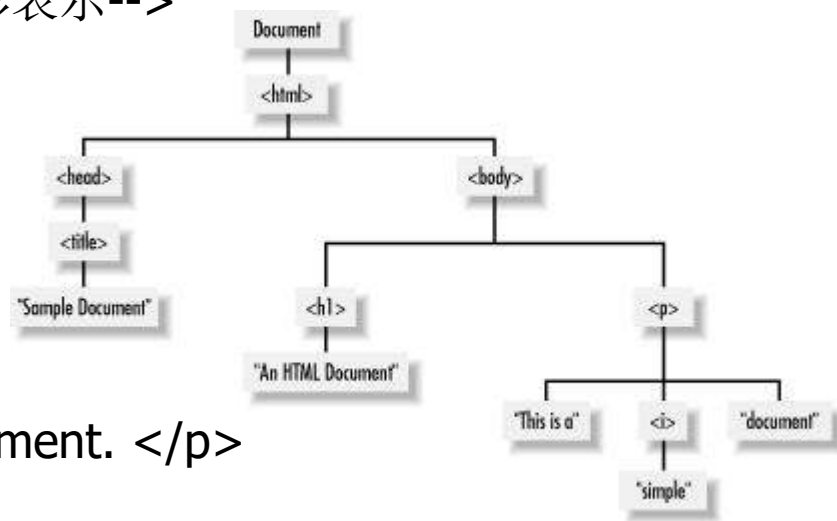 表示-->
Document
<html>
<head> <body>
<title>
"Sample Document" <h1> <p>
"An HTML Document"
"This is a" <i> "document"
ment. </p>
"simple"